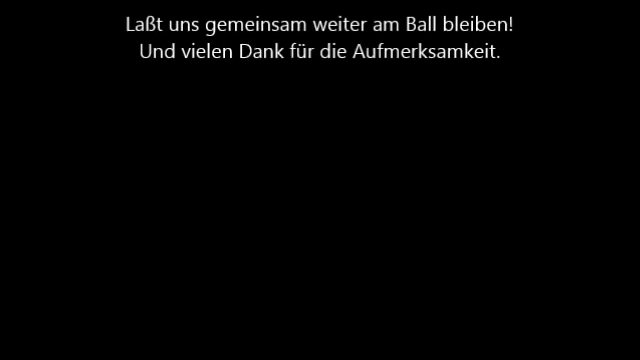 Laßt uns gemeinsam weiter am Ball bleiben!
Und vielen Dank für die Aufmerksamkeit.